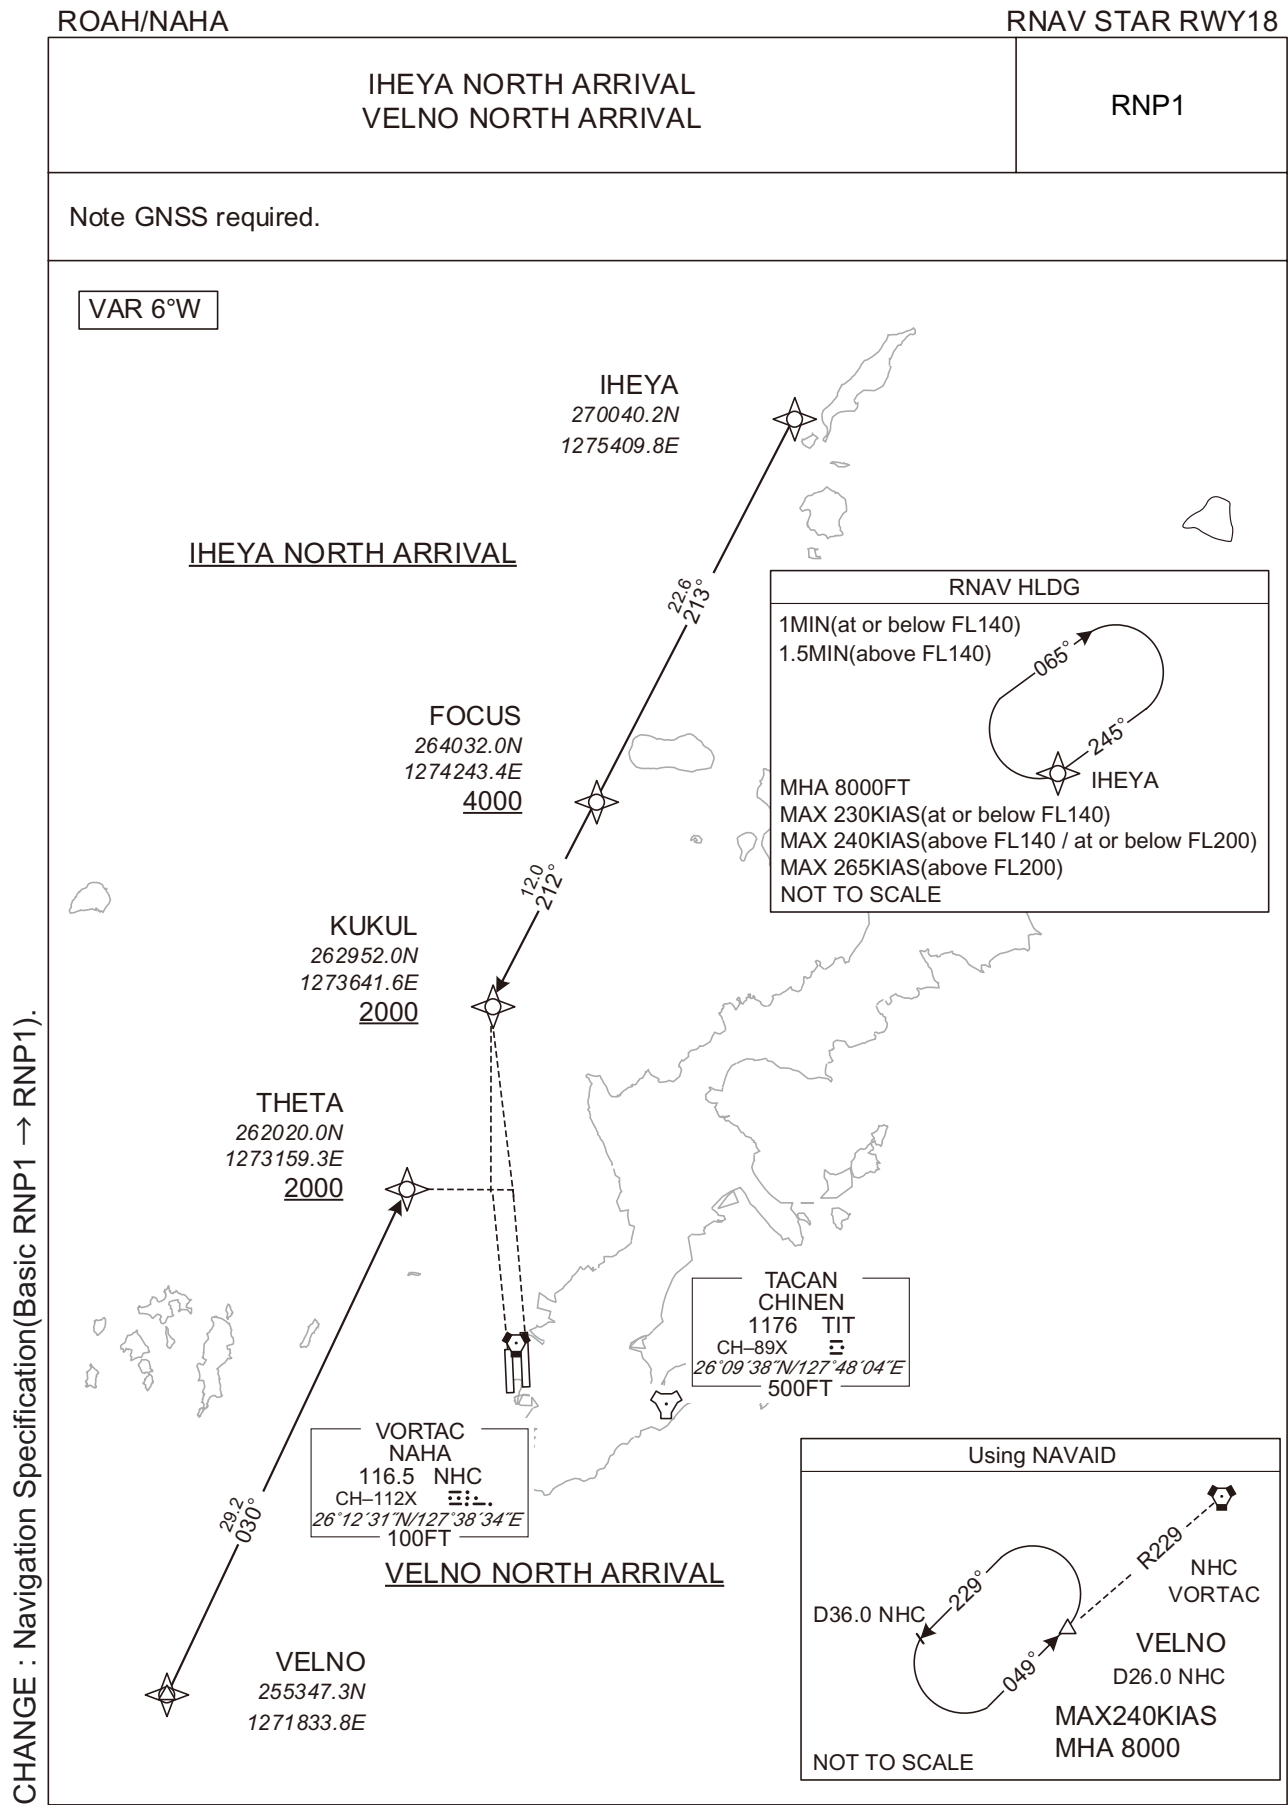 ROAH/NAHA
RNAV STAR RWY18
IHEYA NORTH ARRIVAL
VELNO NORTH ARRIVAL
RNP1
Note GNSS required.
VAR 6°W
IHEYA
270040.2N
1275409.8E
IHEYA NORTH ARRIVAL
22.6
213°
RNAV HLDG
1MIN(at or below FL140)
1.5MIN(above FL140)
065°
245°
IHEYA
MHA 8000FT
MAX 230KIAS(at or below FL140)
MAX 240KIAS(above FL140 / at or below FL200)
MAX 265KIAS(above FL200)
NOT TO SCALE
FOCUS
264032.0N
1274243.4E
4000
12.0
212°
KUKUL
262952.0N
1273641.6E
2000
THETA
262020.0N
1273159.3E
2000
TACAN
CHINEN
1176 TIT
CH–89X
26°09′38″N/127°48′04″E
500FT
VORTAC
NAHA
116.5 NHC
CH–112X
26°12′31″N/127°38′34″E
100FT
29.2
030°
VELNO NORTH ARRIVAL
VELNO
255347.3N
1271833.8E
Using NAVAID
R229
NHC
VORTAC
229°
D36.0 NHC
049°
VELNO
D26.0 NHC
MAX240KIAS
MHA 8000
NOT TO SCALE
CHANGE : Navigation Specification(Basic RNP1 → RNP1).